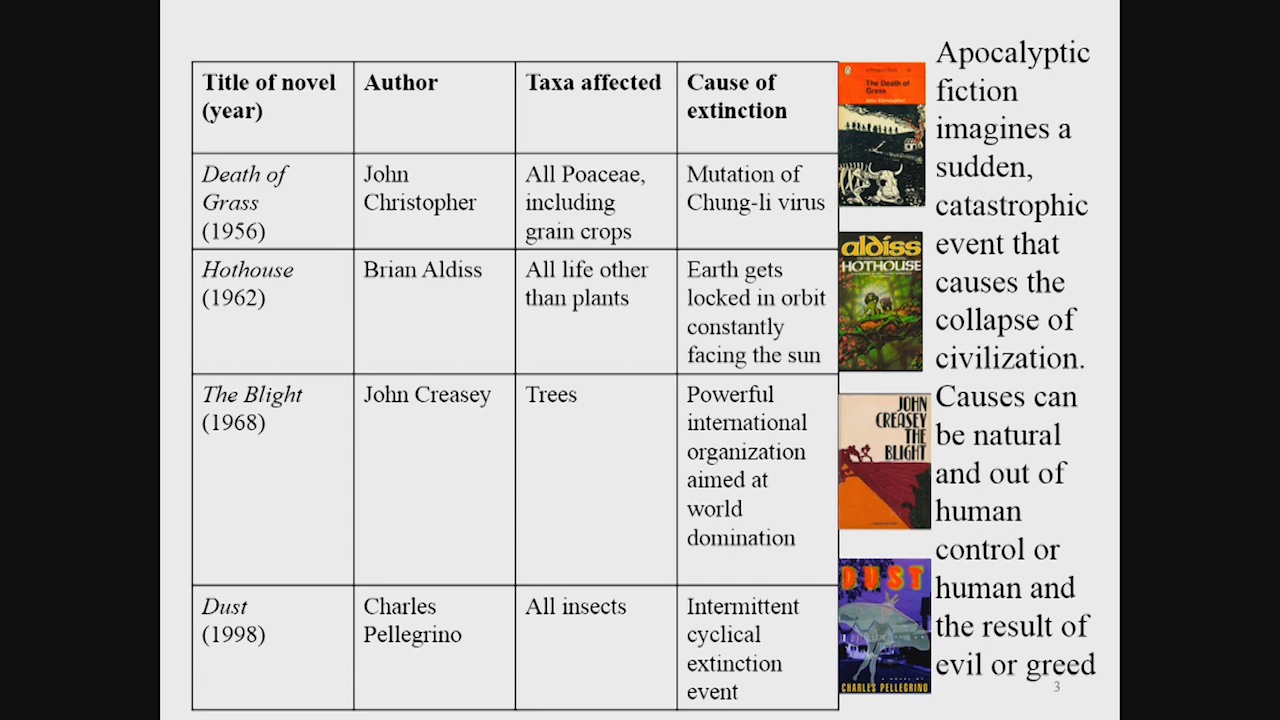 Title of novel
(year)
Author
Taxa affected
Cause of
extinction
Death of
Grass
(1956)
John
Christopher
All Poaceae,
including
grain crops
Mutation of
Chung-li virus
Hothouse
(1962)
Brian Aldiss
All life other
than plants
Earth gets
locked in orbit
constantly
facing the sun
The Blight
(1968)
John Creasey
Trees
Powerful
international
organization
aimed at
world
domination
Dust
(1998)
Charles
Pellegrino
All insects
Intermittent
cyclical
extinction
event
The Death of
Grass
John Christopher
aldiss
HOTHOUSE
JOHN
CREASEY
THE
BLIGHT
DUST
A NOVEL BY
CHARLES PELLEGRINO
Apocalyptic
fiction
imagines a
sudden,
catastrophic
event that
causes the
collapse of
civilization.
Causes can
be natural
and out of
human
control or
human and
the result of
evil or greed
3